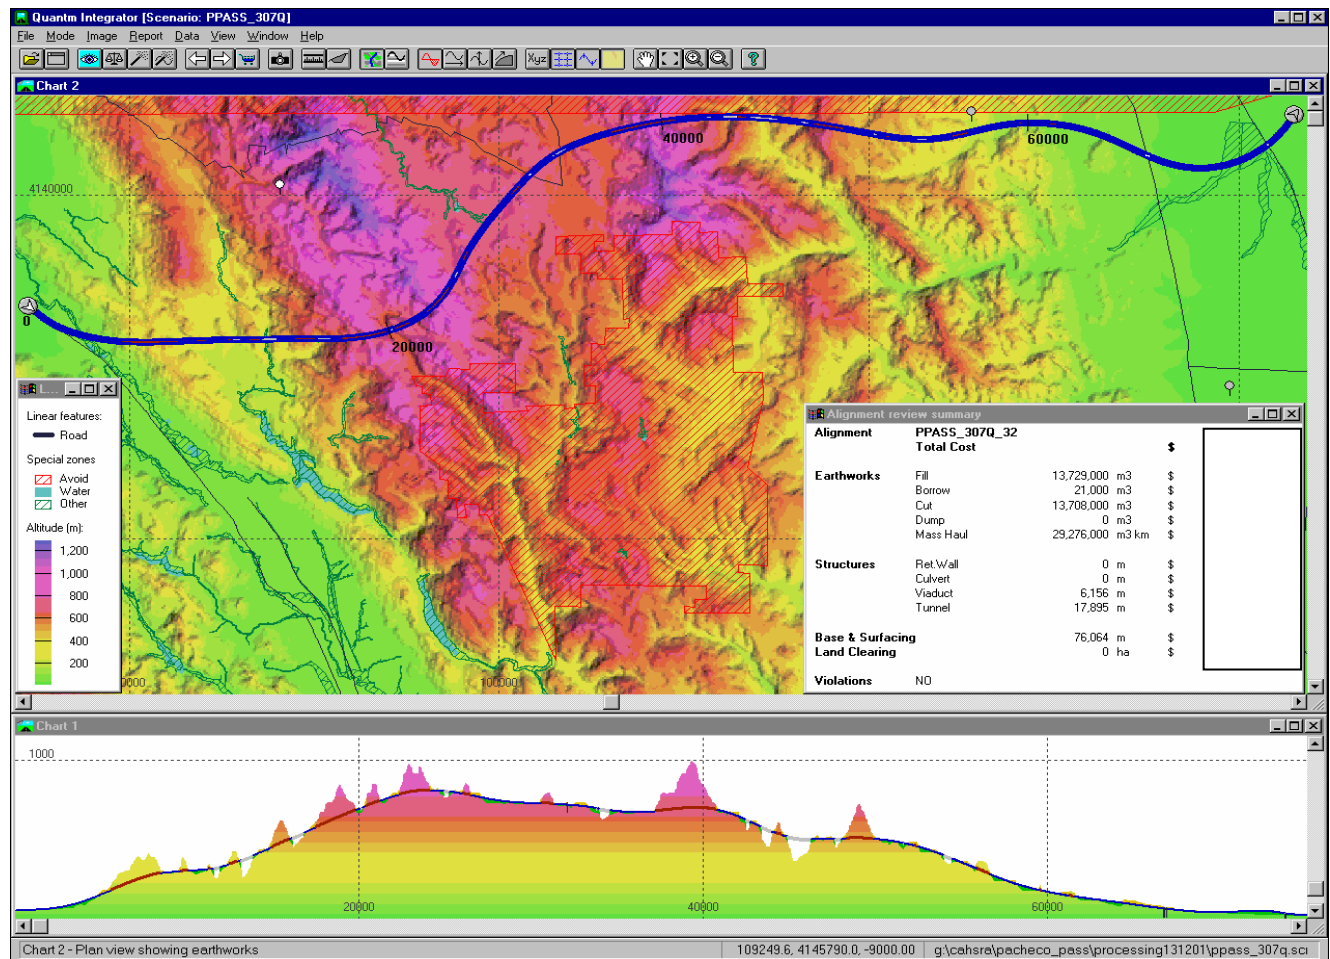 Quantm Integrator [Scenario: PPASS_307Q]
File Mode Image Report Data View Window Help
Xyz
Chart 2
4140000
0
20000
40000
60000
100000
L...
Linear features:
Road
Special zones
Avoid
Water
Other
Altitude (m):
1,200
1,000
800
600
400
200
Alignment review summary
Alignment PPASS_307Q_32
Total Cost $
Earthworks Fill 13,729,000 m3 $
Borrow 21,000 m3 $
Cut 13,708,000 m3 $
Dump 0 m3 $
Mass Haul 29,276,000 m3 km $
Structures Ret.Wall 0 m $
Culvert 0 m $
Viaduct 6,156 m $
Tunnel 17,895 m $
Base & Surfacing 76,064 m $
Land Clearing 0 ha $
Violations NO
Chart 1
1000
20000 40000 60000
Chart 2 - Plan view showing earthworks 109249.6, 4145790.0, -9000.00 g:\cahsra\pacheco_pass\processing131201\ppass_307q.sci